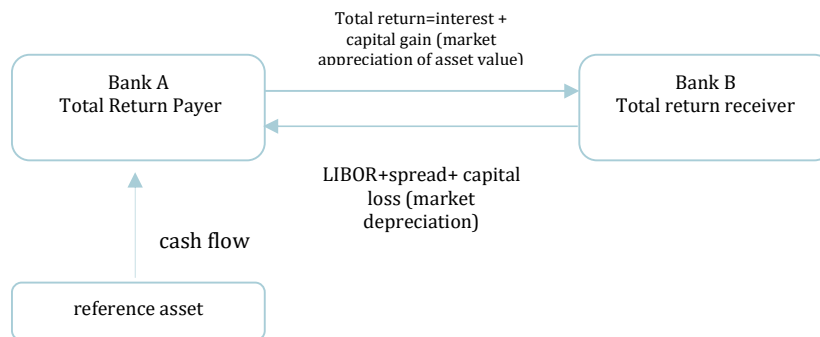 Total return=interest +
capital gain (market
appreciation of asset value)
Bank A
Total Return Payer
Bank B
Total return receiver
LIBOR+spread+ capital
loss (market
depreciation)
cash flow
reference asset